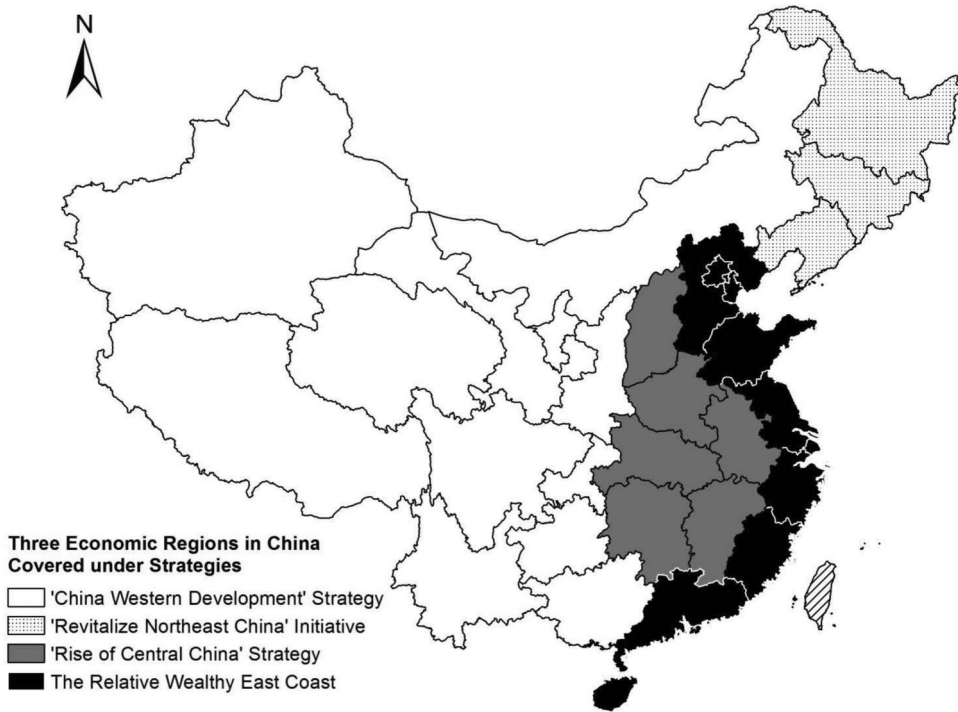 N
Three Economic Regions in China
Covered under Strategies
'China Western Development' Strategy
'Revitalize Northeast China' Initiative
'Rise of Central China' Strategy
The Relative Wealthy East Coast